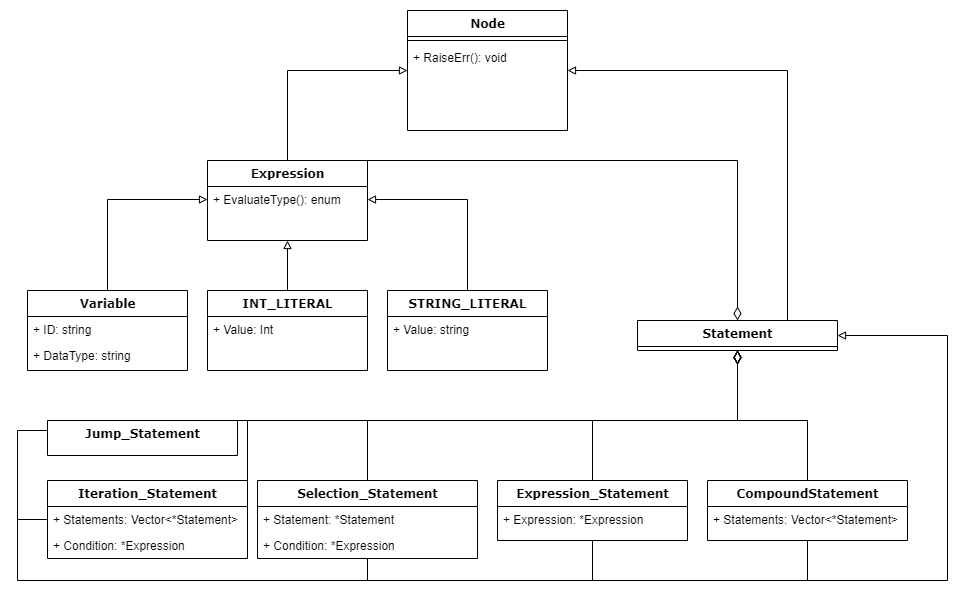 Node
+ RaiseErr(): void
Expression
+ EvaluateType(): enum
Variable
+ ID: string
+ DataType: string
INT_LITERAL
+ Value: Int
STRING_LITERAL
+ Value: string
Statement
Jump_Statement
Iteration_Statement
+ Statements: Vector<*Statement>
+ Condition: *Expression
Selection_Statement
+ Statement: *Statement
+ Condition: *Expression
Expression_Statement
+ Expression: *Expression
CompoundStatement
+ Statements: Vector<*Statement>